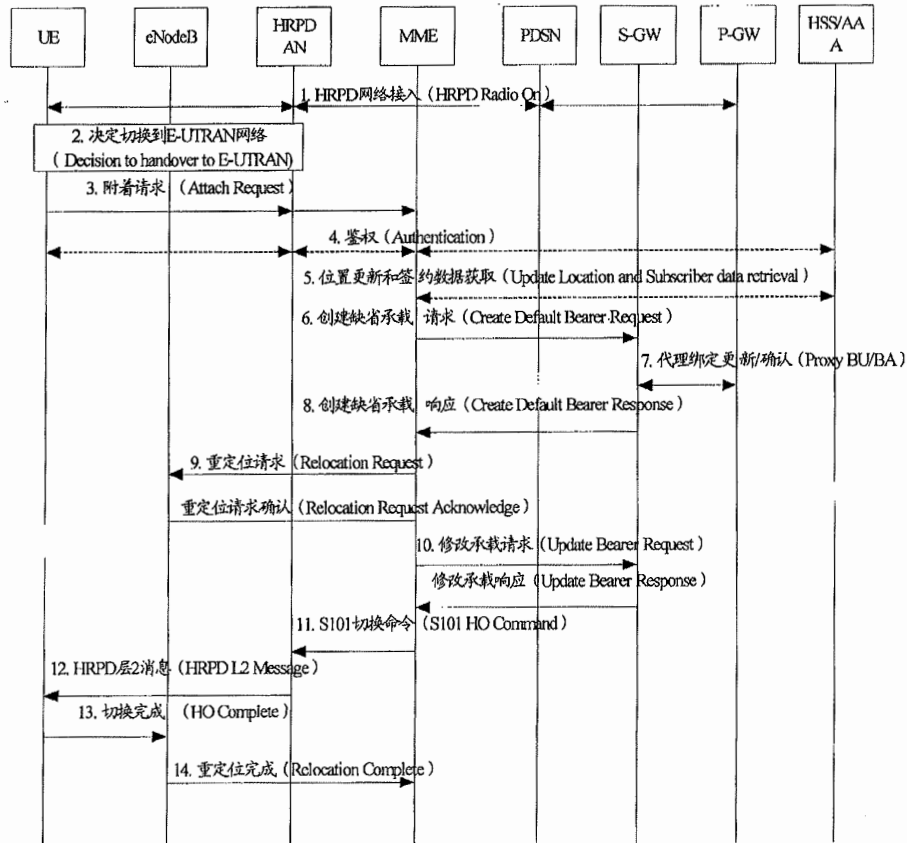 UE
eNodeB
HRPD
AN
MME
PDSN
S-GW
P-GW
HSS/AA
A
1. HRPD网络接入（HRPD Radio On）
2. 决定切换到E-UTRAN网络
（ Decision to handover to E-UTRAN)
3. 附着请求 （Attach Request）
4. 鉴权（Authentication）
5. 位置更新和签约数据获取（Update Location and Subscriber data retrieval）
6. 创建缺省承载 请求（Create Default Bearer Request）
7. 代理绑定更新/确认（Proxy BU/BA）
8. 创建缺省承载 响应（Create Default Bearer Response）
9. 重定位请求（Relocation Request）
重定位请求确认（Relocation Request Acknowledge）
10. 修改承载请求（Update Bearer Request）
修改承载响应（Update Bearer Response）
11. S101切换命令（S101 HO Command）
12. HRPD层2消息（HRPD L2 Message）
13. 切换完成 （HO Complete）
14. 重定位完成（Relocation Complete）